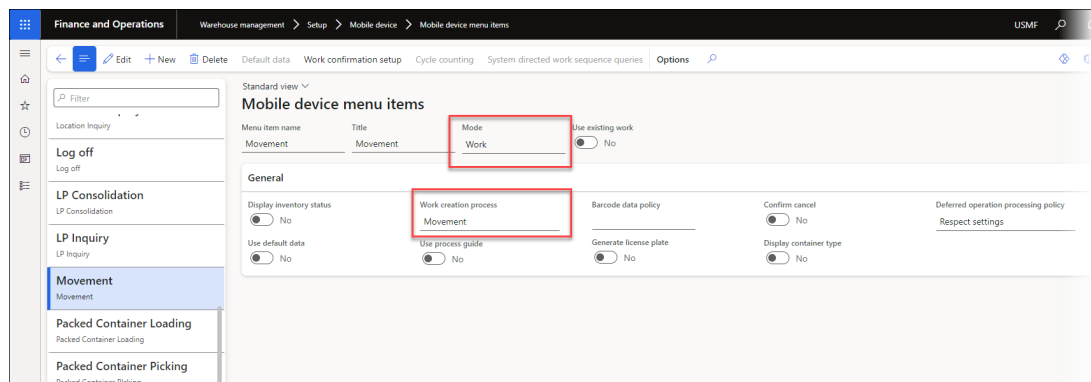 Finance and Operations
Warehouse management > Setup > Mobile device > Mobile device menu items
USMF
Edit
New
Delete
Default data
Work confirmation setup
Cycle counting
System directed work sequence queries
Options
Filter
Location Inquiry
Log off
Log off
LP Consolidation
LP Consolidation
LP Inquiry
LP Inquiry
Movement
Movement
Packed Container Loading
Packed Container Loading
Packed Container Picking
Packed Container Picking
Standard view
Mobile device menu items
Menu item name
Title
Mode
Use existing work
Movement
Movement
Work
No
General
Display inventory status
Work creation process
Barcode data policy
Confirm cancel
Deferred operation processing policy
No
Movement
No
Respect settings
Use default data
Use process guide
Generate license plate
Display container type
No
No
No
No